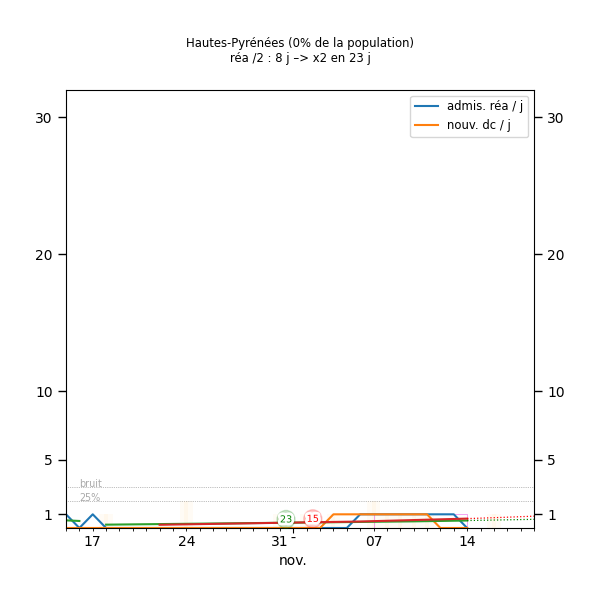 Hautes-Pyrénées (0% de la population)
réa /2 : 8 j –> x2 en 23 j
admis. réa / j
nouv. dc / j
30 30
20 20
10 10
5 5
bruit
25%
1 23 15 1
17 24 31 07 14
nov.